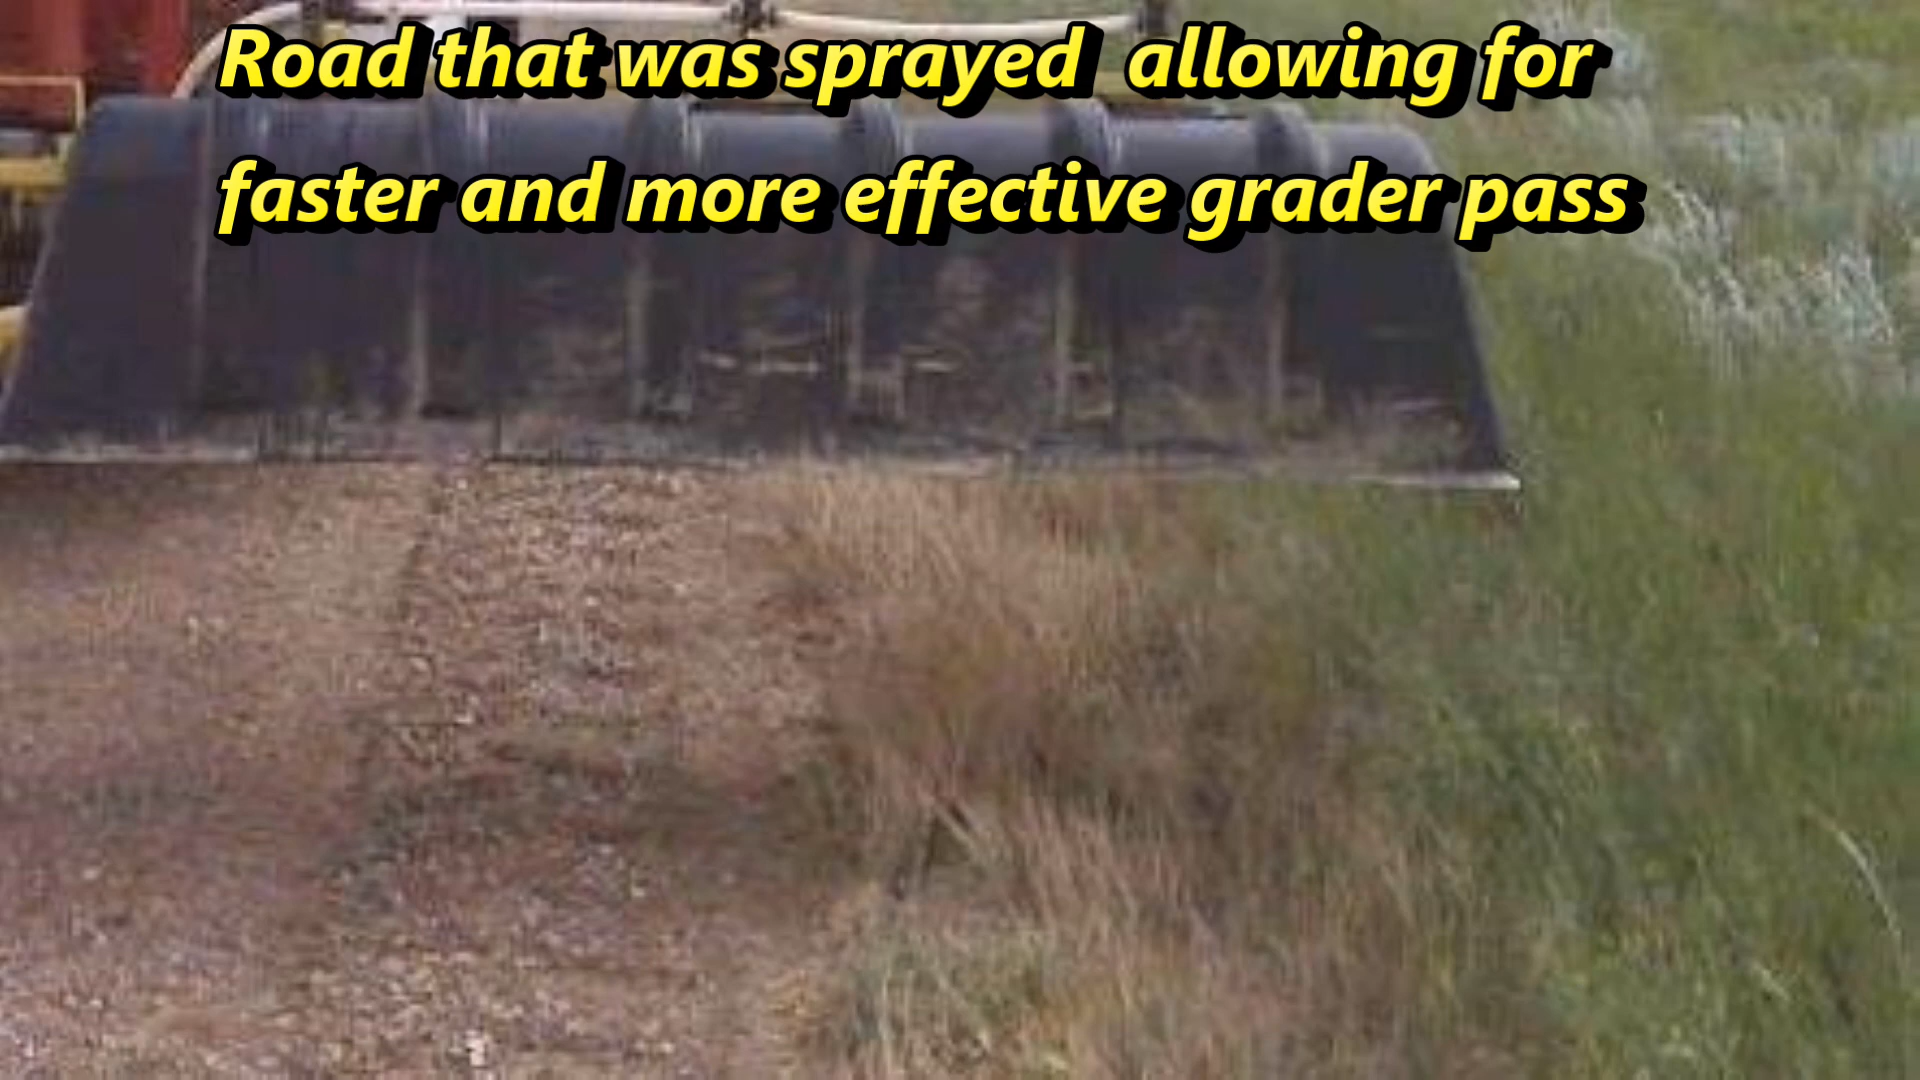 Road that was sprayed  allowing for
faster and more effective grader pass